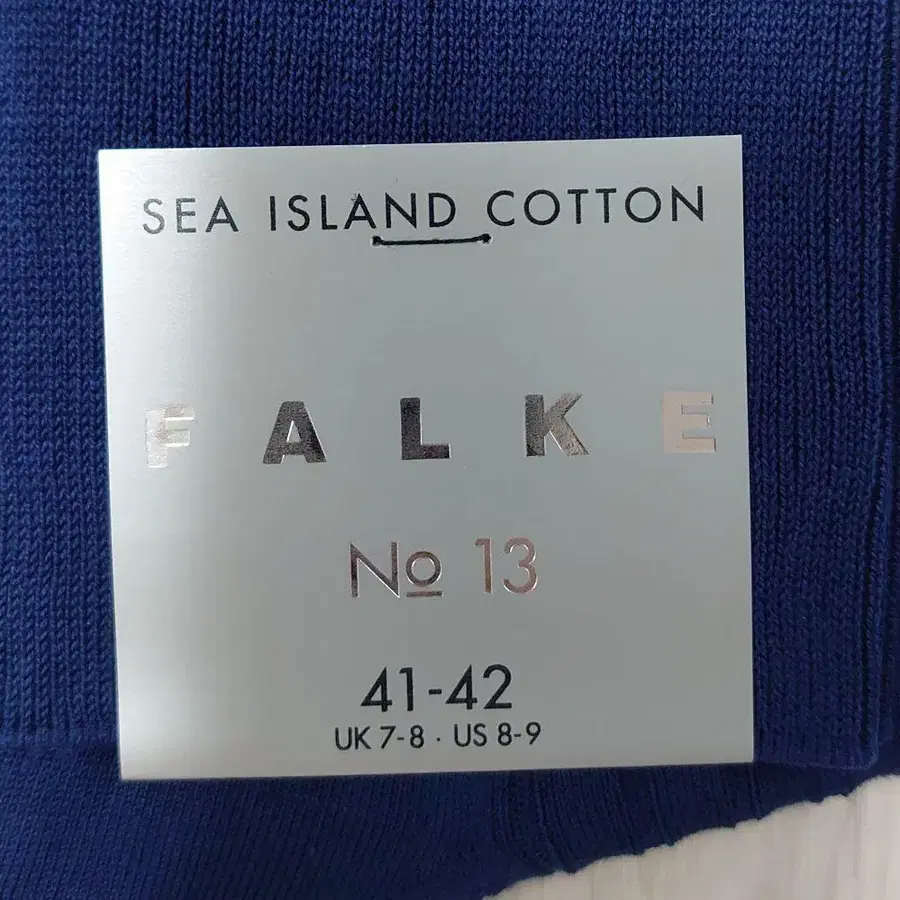 SEA ISLAND COTTON
FALKE
No 13
41-42
UK 7-8 · US 8-9